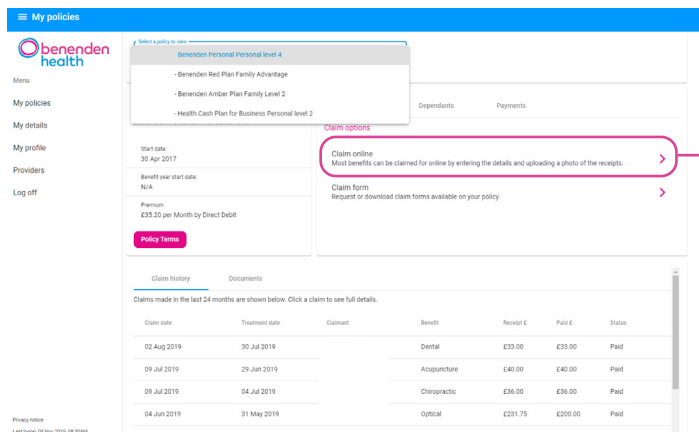 My policies
benenden
health
Menu
My policies
My details
My profile
Providers
Log off
Privacy notice
Select a policy to view
Benenden Personal Personal level 4
- Benenden Red Plan Family Advantage
- Benenden Amber Plan Family Level 2
- Health Cash Plan for Business Personal level 2
Start date:
30 Apr 2017
Benefit year start date:
N/A
Premium
£35.20 per Month by Direct Debit
Policy Terms
Dependants Payments
Claim options
Claim online
Most benefits can be claimed for online by entering the details and uploading a photo of the receipts.
Claim form
Request or download claim forms available on your policy.
Claim history Documents
Claims made in the last 24 months are shown below. Click a claim to see full details.
Claim date Treatment date Claimant Benefit Receipt £ Paid £ Status
02 Aug 2019 30 Jul 2019 Dental £33.00 £33.00 Paid
09 Jul 2019 29 Jun 2019 Acupuncture £40.00 £40.00 Paid
09 Jul 2019 04 Jul 2019 Chiropractic £36.00 £36.00 Paid
04 Jun 2019 31 May 2019 Optical £231.75 £200.00 Paid